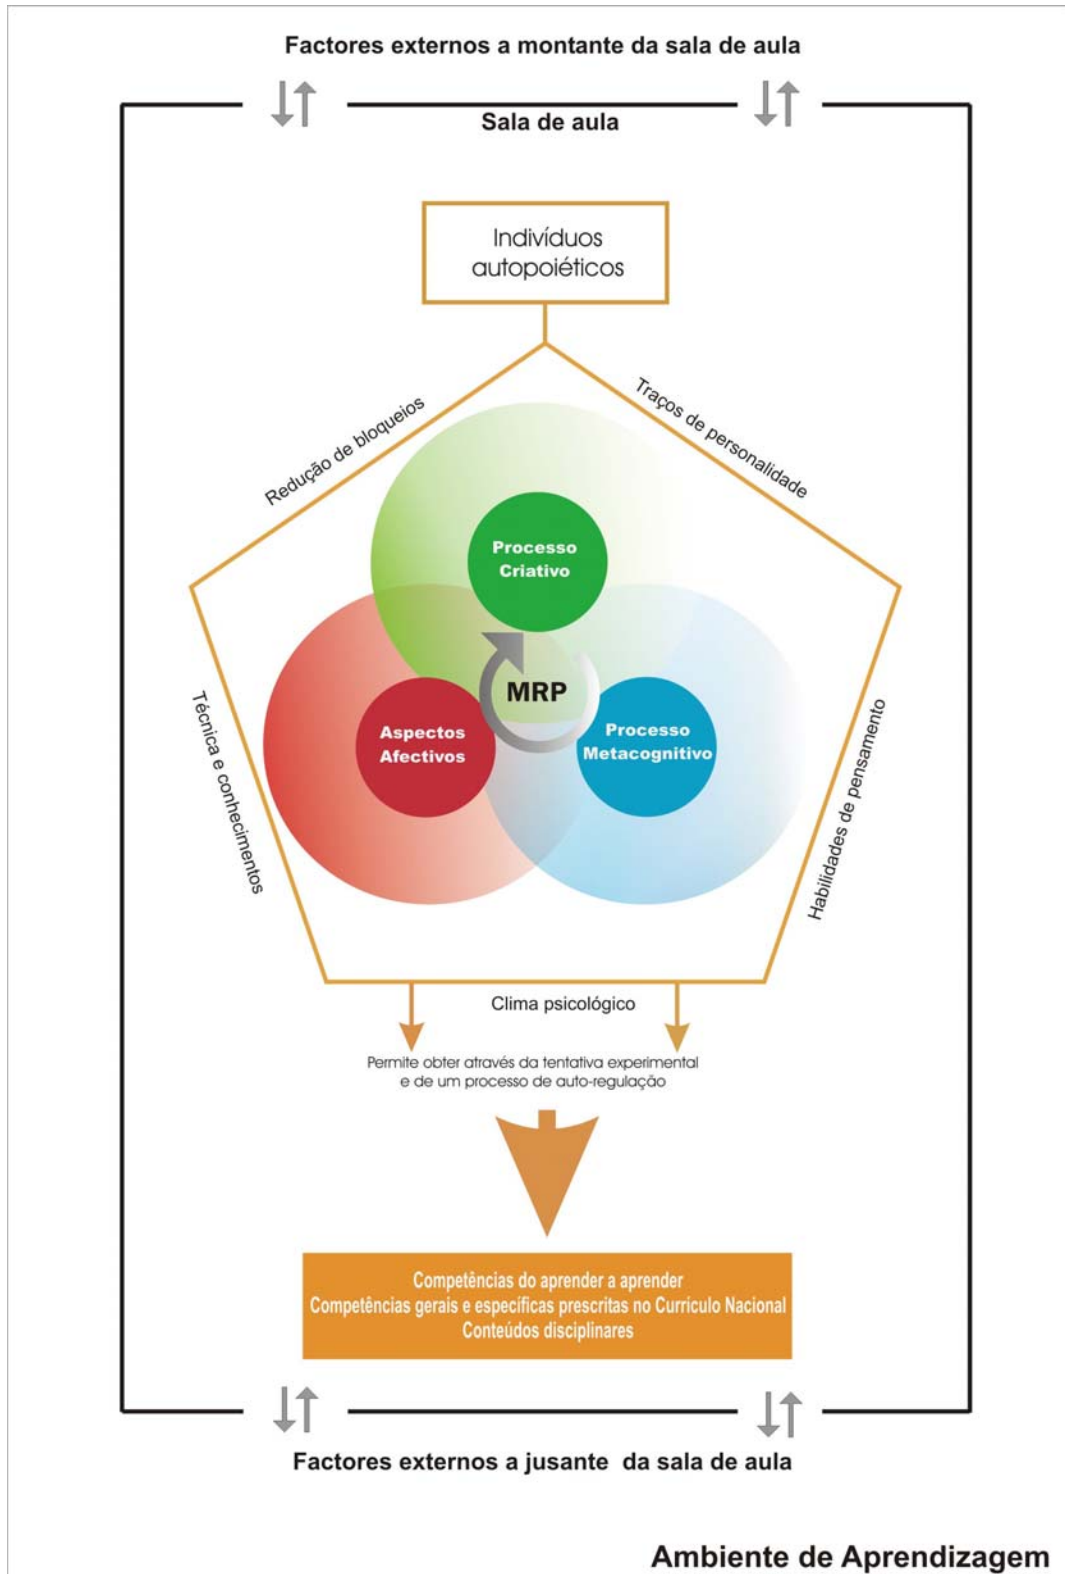 Factores externos a montante da sala de aula
Sala de aula
Indivíduos
autopoiéticos
Redução de bloqueios
Traços de personalidade
Processo
Criativo
MRP
Aspectos
Afectivos
Processo
Metacognitivo
Técnica e conhecimentos
Habilidades de pensamento
Clima psicológico
Permite obter através da tentativa experimental
e de um processo de auto-regulação
Competências do aprender a aprender
Competências gerais e específicas prescritas no Currículo Nacional
Conteúdos disciplinares
Factores externos a jusante da sala de aula
Ambiente de Aprendizagem